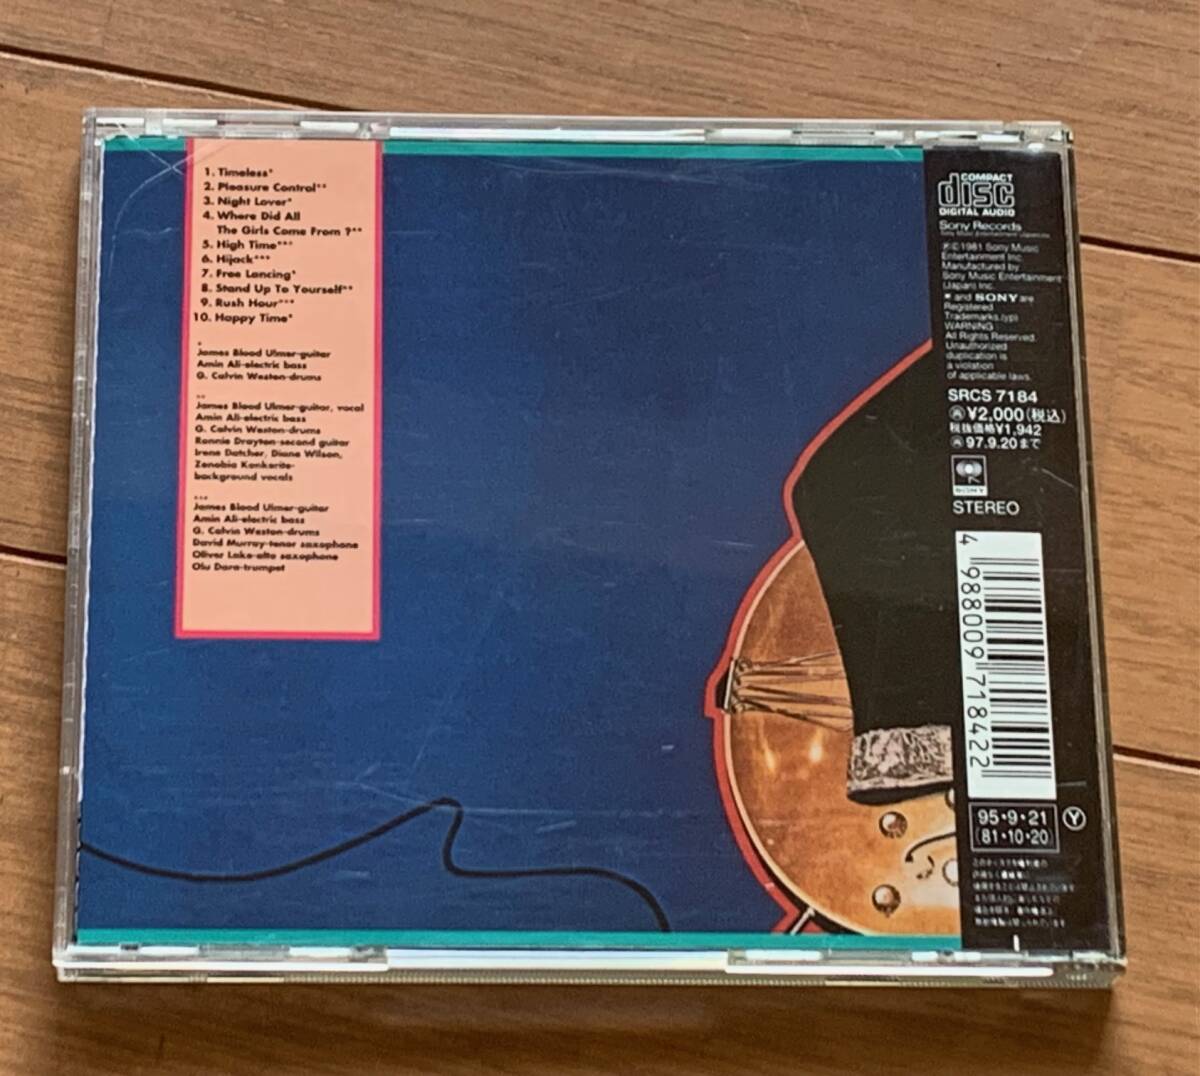 1. Timeless*
2. Pleasure Control**
3. Night Lover*
4. Where Did All
The Girls Come From ?**
5. High Time***
6. Hijack***
7. Free Lancing*
8. Stand Up To Yourself**
9. Rush Hour***
10. Happy Time*
*
James Blood Ulmer-guitar
Amin Ali-electric bass
G. Calvin Weston-drums
**
James Blood Ulmer-guitar, vocal
Amin Ali-electric bass
G. Calvin Weston-drums
Ronnie Drayton-second guitar
Irene Datcher, Diane Wilson,
Zenobia Konkerite-
background vocals
***
James Blood Ulmer-guitar
Amin Ali-electric bass
G. Calvin Weston-drums
David Murray-tenor saxophone
Oliver Lake-alto saxophone
Olu Dara-trumpet
COMPACT
disc
DIGITAL AUDIO
Sony Records
Ⓟ©1981 Sony Music
Entertainment Inc.
Manufactured by
Sony Music Entertainment
(Japan) Inc.
and SONY are
Registered
Trademarks.(yp)
WARNING
All Rights Reserved.
Unauthorized
duplication is
a violation
of applicable laws.
SRCS 7184
¥2,000(税込)
税抜価格¥1,942
97.9.20まで
SONY
STEREO
4 988009 718422
95・9・21
(81・10・20)
Y